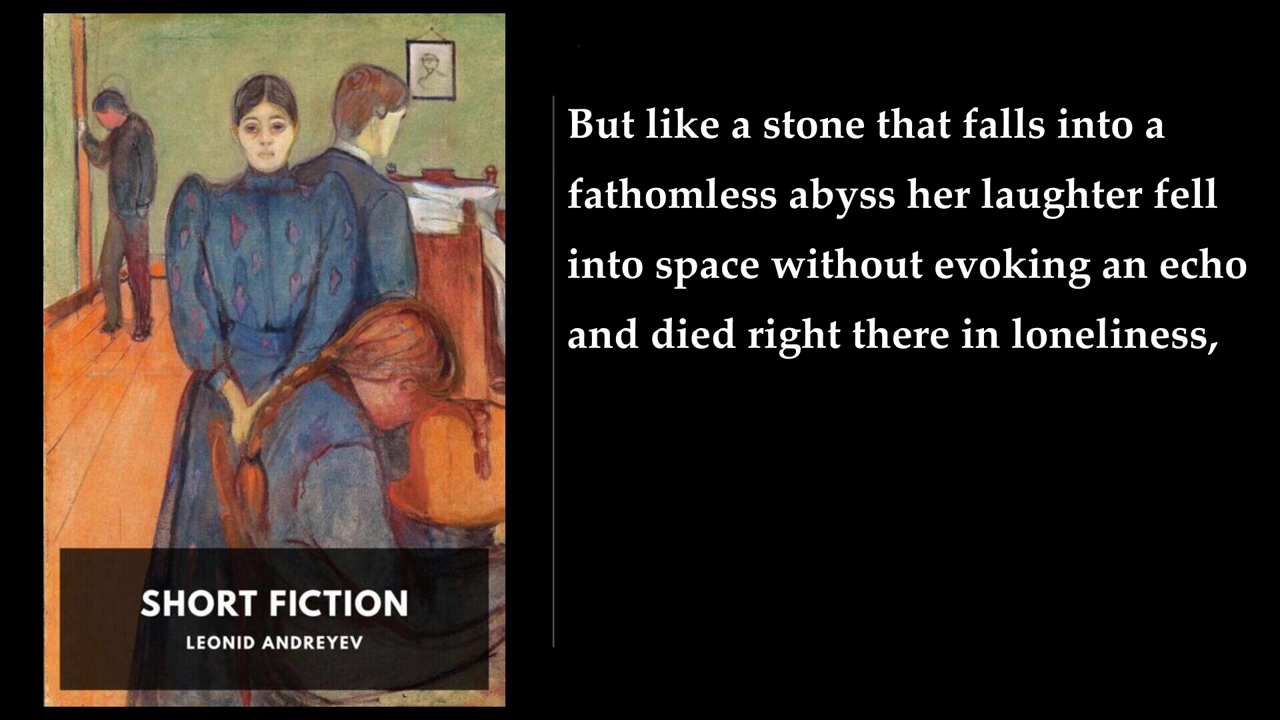 But like a stone that falls into a
fathomless abyss her laughter fell
into space without evoking an echo
and died right there in loneliness,
SHORT FICTION
LEONID ANDREYEV